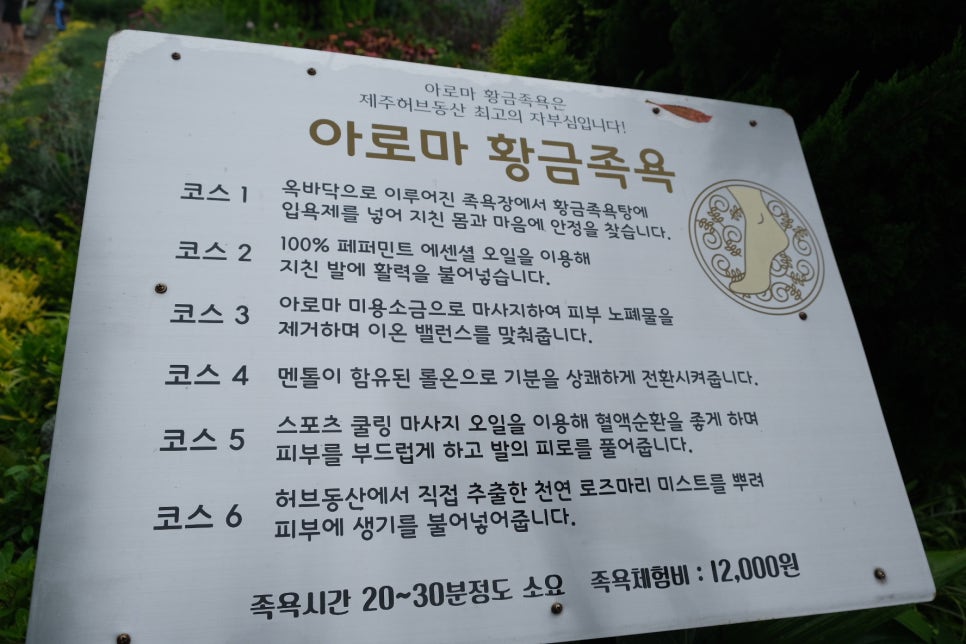 아로마 황금족욕은
제주허브동산 최고의 자부심입니다!
아로마 황금족욕
코스 1 옥바닥으로 이루어진 족욕장에서 황금족욕탕에
입욕제를 넣어 지친 몸과 마음에 안정을 찾습니다.
코스 2 100% 페퍼민트 에센셜 오일을 이용해
지친 발에 활력을 불어넣습니다.
코스 3 아로마 미용소금으로 마사지하여 피부 노폐물을
제거하며 이온 밸런스를 맞춰줍니다.
코스 4 멘톨이 함유된 롤온으로 기분을 상쾌하게 전환시켜줍니다.
코스 5 스포츠 쿨링 마사지 오일을 이용해 혈액순환을 좋게 하며
피부를 부드럽게 하고 발의 피로를 풀어줍니다.
코스 6 허브동산에서 직접 추출한 천연 로즈마리 미스트를 뿌려
피부에 생기를 불어넣어줍니다.
족욕시간 20~30분정도 소요 족욕체험비 : 12,000원